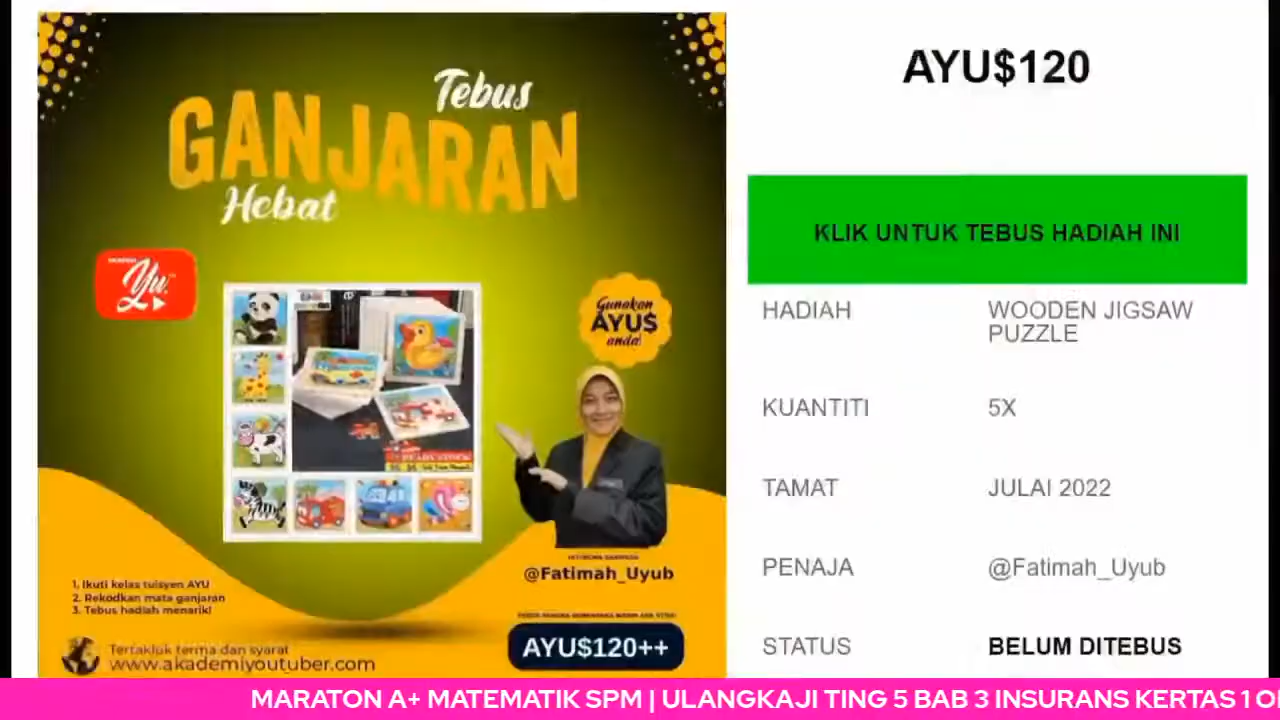 Tebus
GANJARAN
Hebat
Yu!
Gunakan
AYU$
anda!
READY STOCK
@Fatimah_Uyub
1. Ikuti kelas tuisyen AYU
2. Rekodkan mata ganjaran
3. Tebus hadiah menarik!
AYU$120++
Tertakluk terma dan syarat
www.akademiyoutuber.com
AYU$120
KLIK UNTUK TEBUS HADIAH INI
HADIAH WOODEN JIGSAW
PUZZLE
KUANTITI 5X
TAMAT JULAI 2022
PENAJA @Fatimah_Uyub
STATUS BELUM DITEBUS
MARATON A+ MATEMATIK SPM | ULANGKAJI TING 5 BAB 3 INSURANS KERTAS 1 O